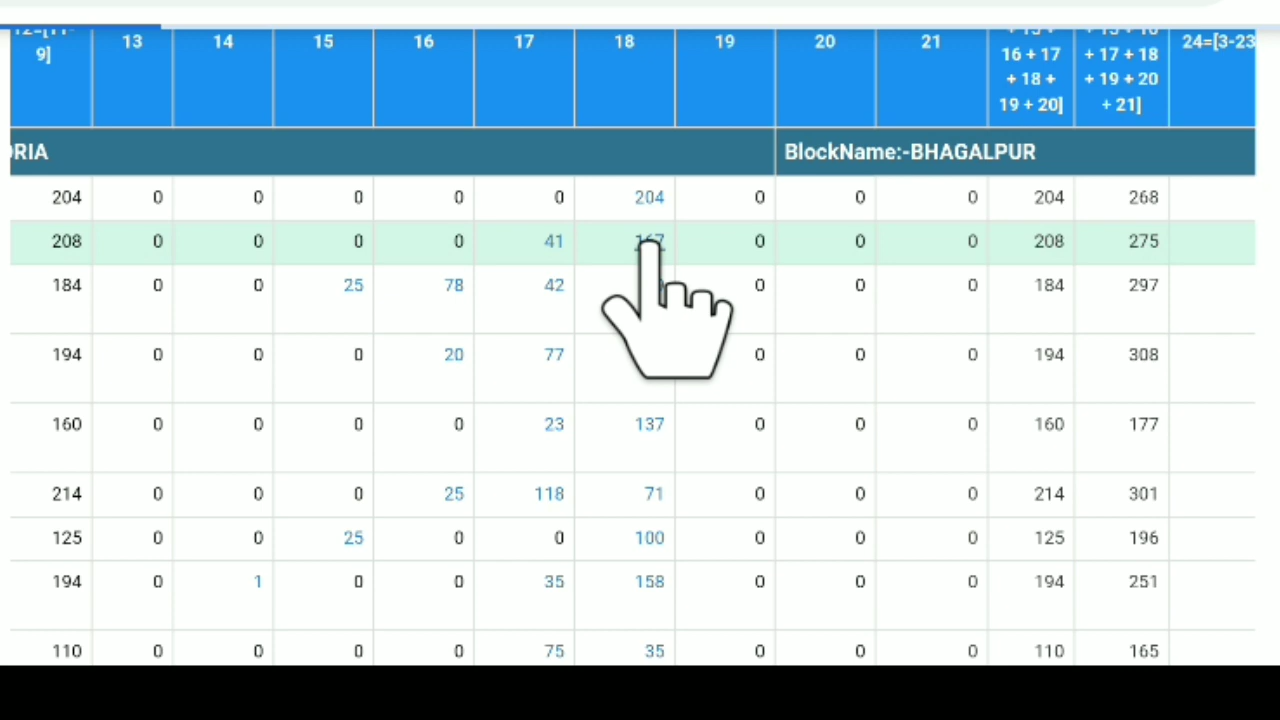 12=[11-
9] 13 14 15 16 17 18 19 20 21 16 + 17 + 17 + 18 24=[3-23
+ 18 + + 19 + 20
19 + 20] + 21]
RIA BlockName:-BHAGALPUR
204 0 0 0 0 0 204 0 0 0 204 268
208 0 0 0 0 41 167 0 0 0 208 275
184 0 0 25 78 42 0 0 0 184 297
194 0 0 0 20 77 0 0 0 194 308
160 0 0 0 0 23 137 0 0 0 160 177
214 0 0 0 25 118 71 0 0 0 214 301
125 0 0 25 0 0 100 0 0 0 125 196
194 0 1 0 0 35 158 0 0 0 194 251
110 0 0 0 0 75 35 0 0 0 110 165